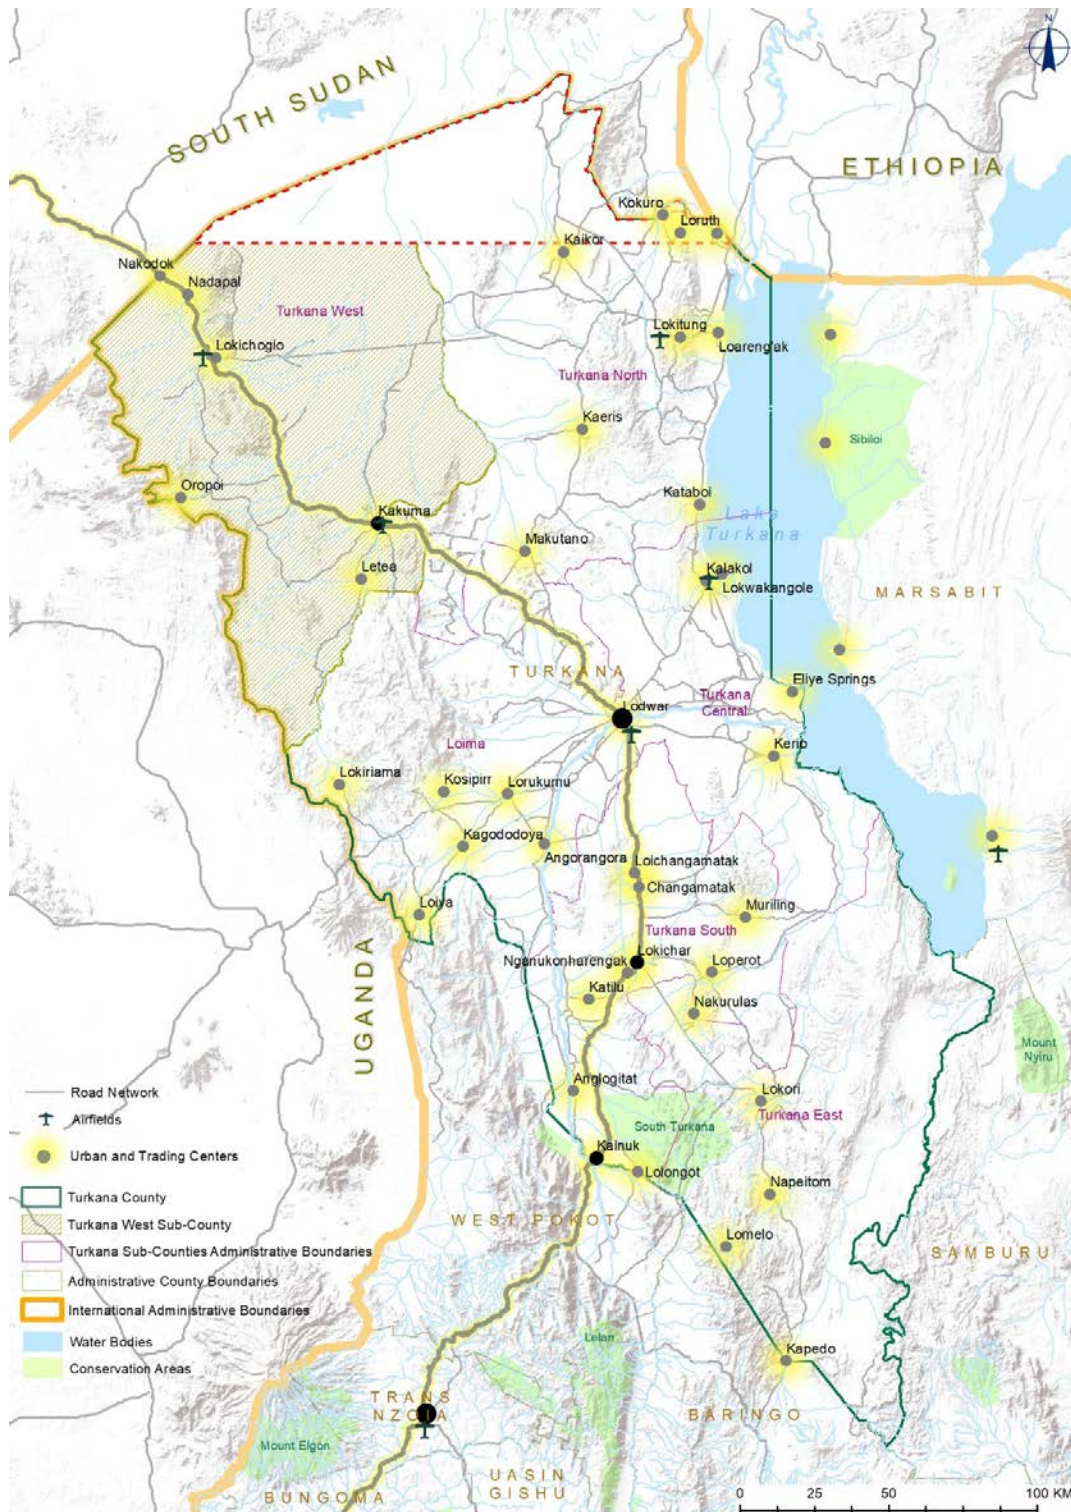 N
SOUTH SUDAN
ETHIOPIA
Kokuro
Loruth
Kaikor
Nakodok
Nadapal
Turkana West
Lokitung
Lokichogio
Loareng'ak
Turkana North
Kaeris
Sibiloi
Oropoi
Kataboi
Kakuma
Lake
Turkana
Makutano
Letea
Kalakol
Lokwakangole
MARSABIT
TURKANA
Eliye Springs
Turkana
Central
Lodwar
Loima
Kerio
Lokiriama
Kosipirr
Lorukumu
Kagododoya
Angorangora
Loichangamatak
Changamatak
Loiya
Muriling
Turkana South
UGANDA
Lokichar
Nganukonharengak
Loperot
Katilu
Nakurulas
Mount
Nyiru
Anglogitat
Lokori
Turkana East
South Turkana
Kainuk
Lolongot
Napeitom
WEST POKOT
Lomelo
SAMBURU
Road Network
Airfields
Urban and Trading Centers
Turkana County
Turkana West Sub-County
Turkana Sub-Counties Administrative Boundaries
Administrative County Boundaries
International Administrative Boundaries
Water Bodies
Conservation Areas
Lelan
Kapedo
TRANS
NZOIA
BARINGO
Mount Elgon
UASIN
GISHU
BUNGOMA
0 25 50 100 KM